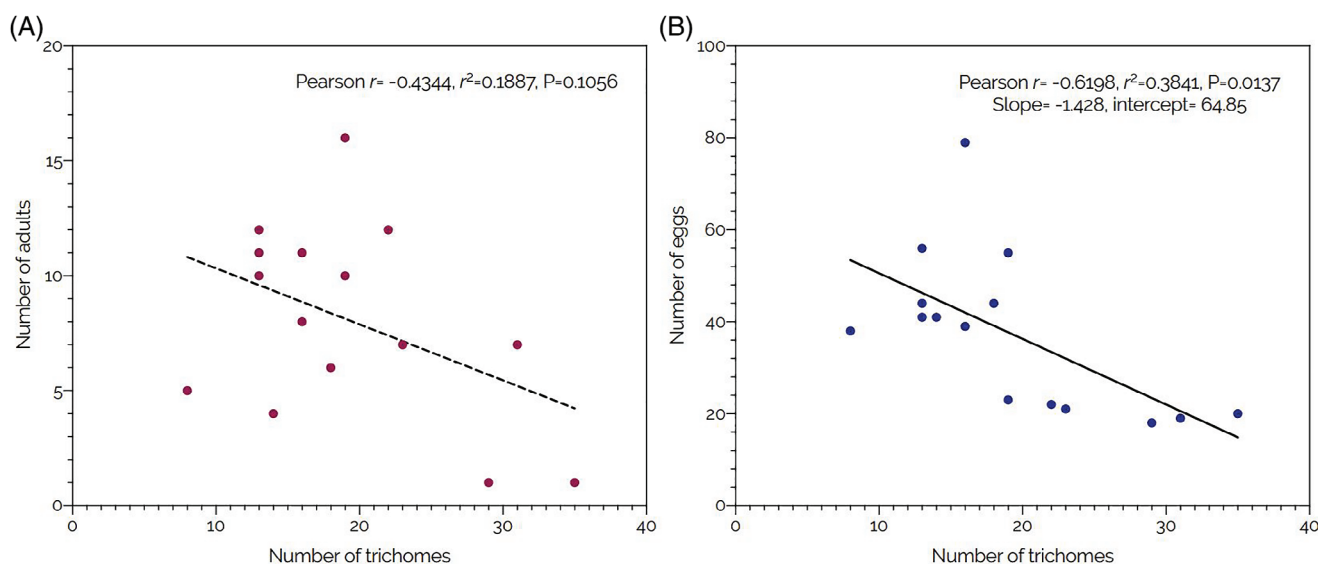 (A)
Pearson r= -0.4344, r²=0.1887, P=0.1056
20
15
10
5
0
Number of adults
0 10 20 30 40
Number of trichomes
(B)
Pearson r= -0.6198, r²=0.3841, P=0.0137
Slope= -1.428, intercept= 64.85
100
80
60
40
20
0
Number of eggs
0 10 20 30 40
Number of trichomes